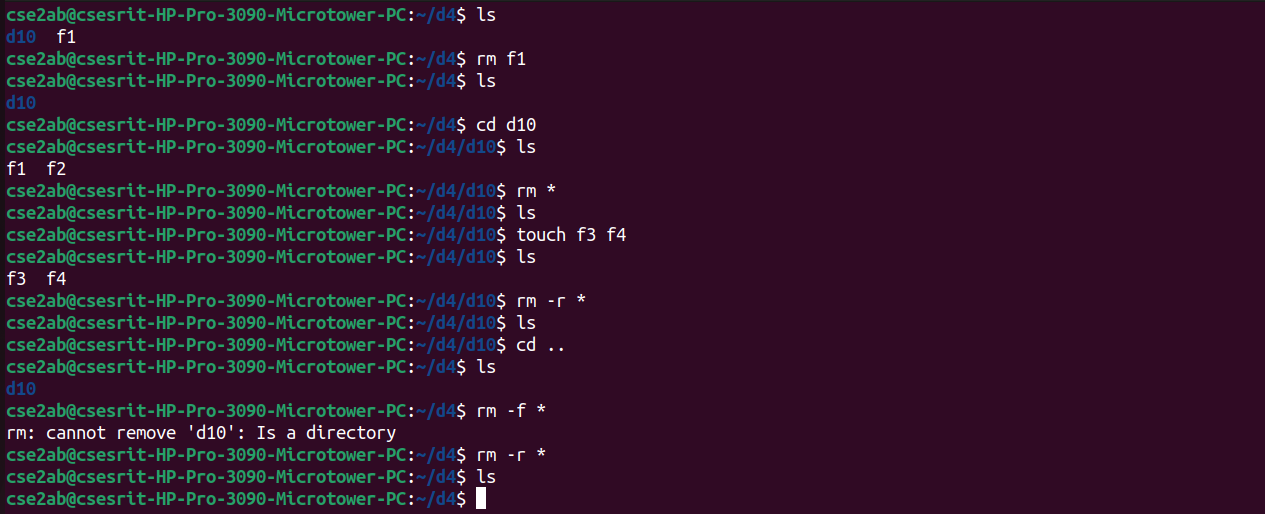 cse2ab@csesrit-HP-Pro-3090-Microtower-PC:~/d4$ ls
d10  f1
cse2ab@csesrit-HP-Pro-3090-Microtower-PC:~/d4$ rm f1
cse2ab@csesrit-HP-Pro-3090-Microtower-PC:~/d4$ ls
d10
cse2ab@csesrit-HP-Pro-3090-Microtower-PC:~/d4$ cd d10
cse2ab@csesrit-HP-Pro-3090-Microtower-PC:~/d4/d10$ ls
f1  f2
cse2ab@csesrit-HP-Pro-3090-Microtower-PC:~/d4/d10$ rm *
cse2ab@csesrit-HP-Pro-3090-Microtower-PC:~/d4/d10$ ls
cse2ab@csesrit-HP-Pro-3090-Microtower-PC:~/d4/d10$ touch f3 f4
cse2ab@csesrit-HP-Pro-3090-Microtower-PC:~/d4/d10$ ls
f3  f4
cse2ab@csesrit-HP-Pro-3090-Microtower-PC:~/d4/d10$ rm -r *
cse2ab@csesrit-HP-Pro-3090-Microtower-PC:~/d4/d10$ ls
cse2ab@csesrit-HP-Pro-3090-Microtower-PC:~/d4/d10$ cd ..
cse2ab@csesrit-HP-Pro-3090-Microtower-PC:~/d4$ ls
d10
cse2ab@csesrit-HP-Pro-3090-Microtower-PC:~/d4$ rm -f *
rm: cannot remove 'd10': Is a directory
cse2ab@csesrit-HP-Pro-3090-Microtower-PC:~/d4$ rm -r *
cse2ab@csesrit-HP-Pro-3090-Microtower-PC:~/d4$ ls
cse2ab@csesrit-HP-Pro-3090-Microtower-PC:~/d4$